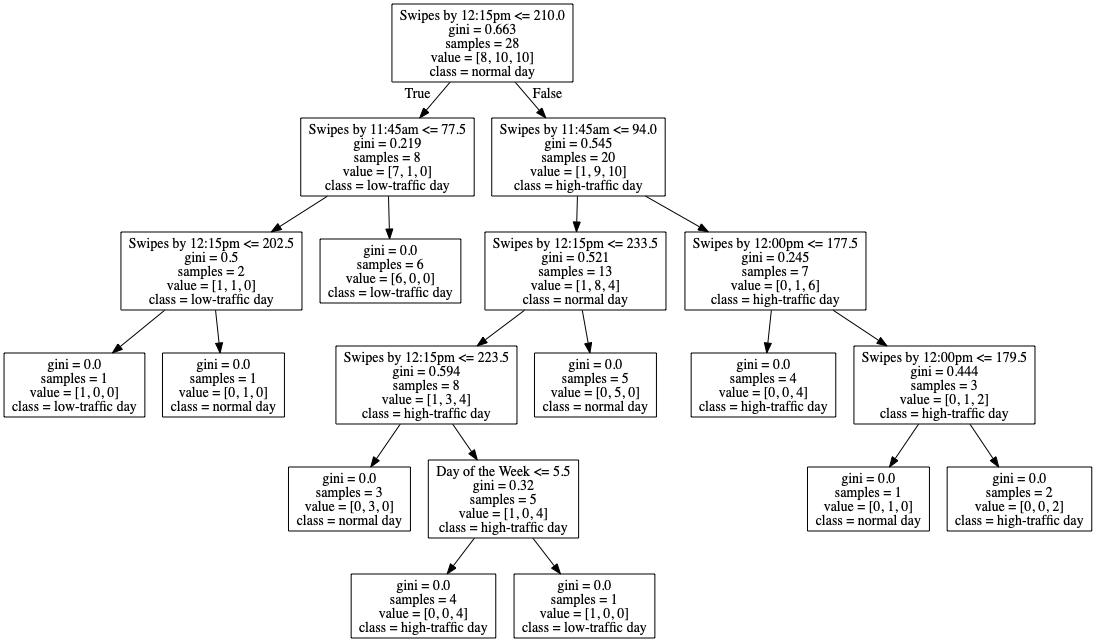 Swipes by 12:15pm <= 210.0
gini = 0.663
samples = 28
value = [8, 10, 10]
class = normal day
True
False
Swipes by 11:45am <= 77.5
gini = 0.219
samples = 8
value = [7, 1, 0]
class = low-traffic day
Swipes by 11:45am <= 94.0
gini = 0.545
samples = 20
value = [1, 9, 10]
class = high-traffic day
Swipes by 12:15pm <= 202.5
gini = 0.5
samples = 2
value = [1, 1, 0]
class = low-traffic day
gini = 0.0
samples = 6
value = [6, 0, 0]
class = low-traffic day
Swipes by 12:15pm <= 233.5
gini = 0.521
samples = 13
value = [1, 8, 4]
class = normal day
Swipes by 12:00pm <= 177.5
gini = 0.245
samples = 7
value = [0, 1, 6]
class = high-traffic day
gini = 0.0
samples = 1
value = [1, 0, 0]
class = low-traffic day
gini = 0.0
samples = 1
value = [0, 1, 0]
class = normal day
Swipes by 12:15pm <= 223.5
gini = 0.594
samples = 8
value = [1, 3, 4]
class = high-traffic day
gini = 0.0
samples = 5
value = [0, 5, 0]
class = normal day
gini = 0.0
samples = 4
value = [0, 0, 4]
class = high-traffic day
Swipes by 12:00pm <= 179.5
gini = 0.444
samples = 3
value = [0, 1, 2]
class = high-traffic day
gini = 0.0
samples = 3
value = [0, 3, 0]
class = normal day
Day of the Week <= 5.5
gini = 0.32
samples = 5
value = [1, 0, 4]
class = high-traffic day
gini = 0.0
samples = 1
value = [0, 1, 0]
class = normal day
gini = 0.0
samples = 2
value = [0, 0, 2]
class = high-traffic day
gini = 0.0
samples = 4
value = [0, 0, 4]
class = high-traffic day
gini = 0.0
samples = 1
value = [1, 0, 0]
class = low-traffic day